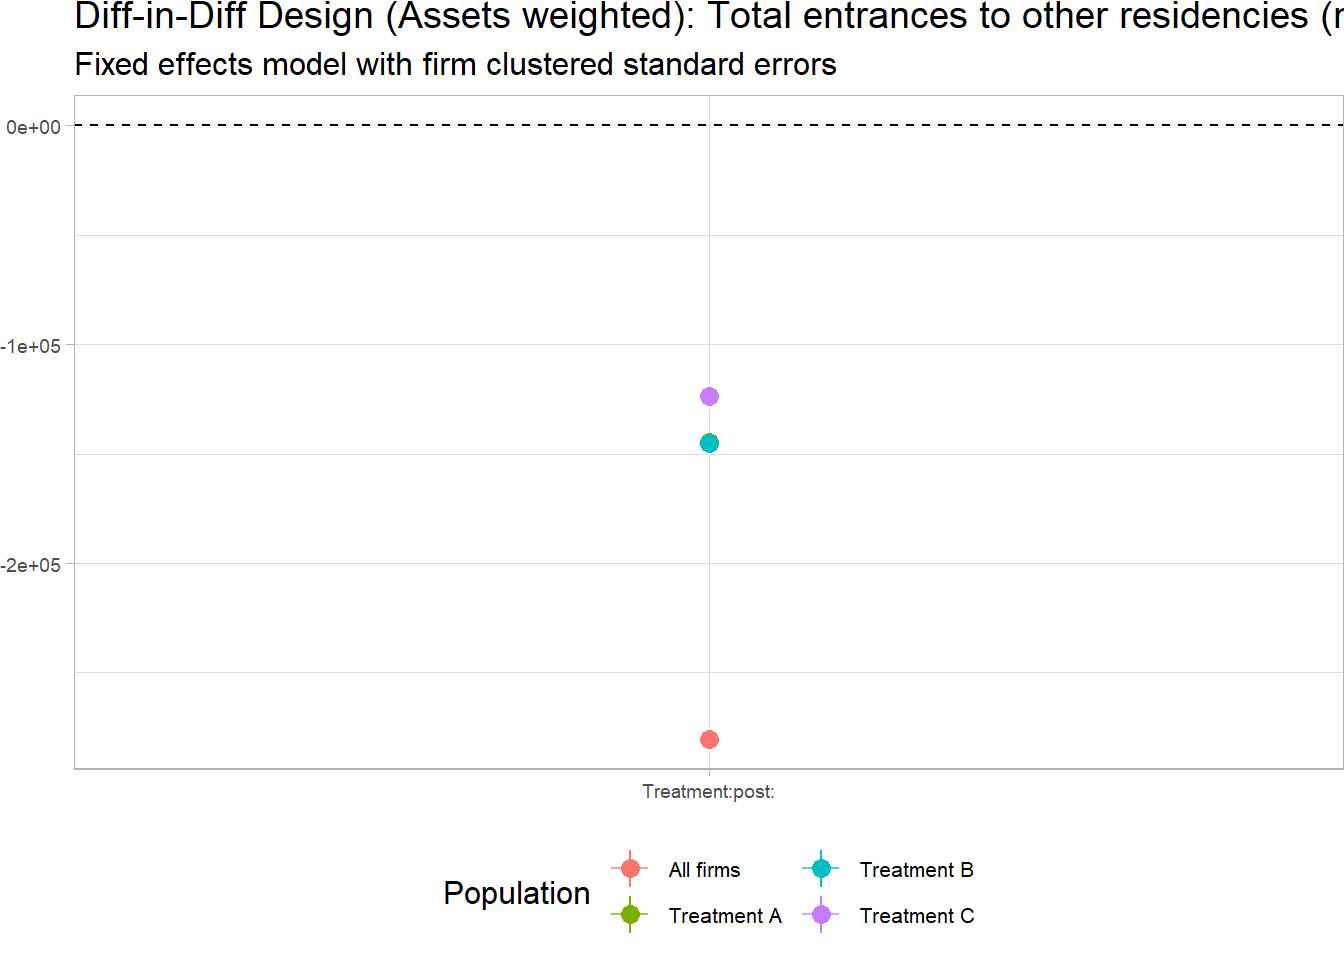 Diff-in-Diff Design (Assets weighted): Total entrances to other residencies (
Fixed effects model with firm clustered standard errors
0e+00
-1e+05
-2e+05
Treatment:post:
Population
All firms
Treatment B
Treatment A
Treatment C